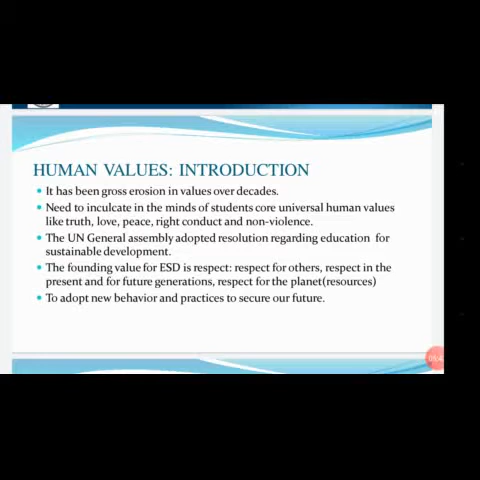 HUMAN VALUES: INTRODUCTION
It has been gross erosion in values over decades.
Need to inculcate in the minds of students core universal human values
like truth, love, peace, right conduct and non-violence.
The UN General assembly adopted resolution regarding education for
sustainable development.
The founding value for ESD is respect: respect for others, respect in the
present and for future generations, respect for the planet(resources)
To adopt new behavior and practices to secure our future.